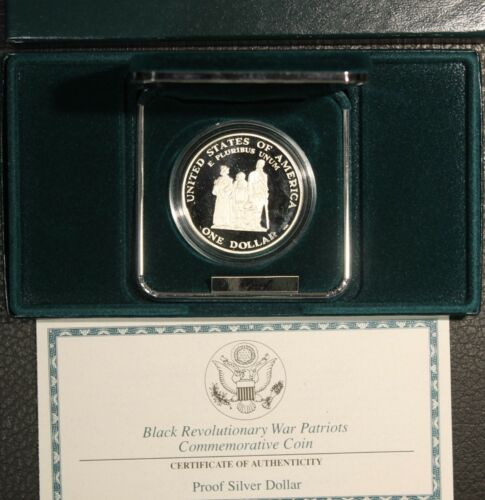 UNITED STATES OF AMERICA
E PLURIBUS UNUM
ONE DOLLAR
Black Revolutionary War Patriots
Commemorative Coin
CERTIFICATE OF AUTHENTICITY
Proof Silver Dollar